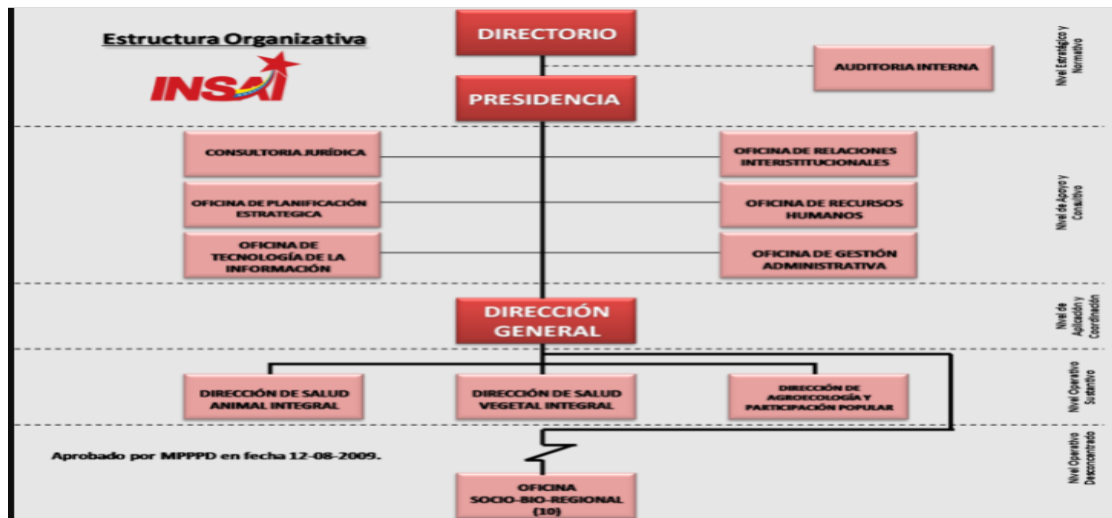 Estructura Organizativa
INSAI
DIRECTORIO
AUDITORIA INTERNA
PRESIDENCIA
Nivel Estratégico y
Normativo
CONSULTORIA JURÍDICA
OFICINA DE RELACIONES
INTERISTITUCIONALES
OFICINA DE PLANIFICACIÓN
ESTRATEGICA
OFICINA DE RECURSOS
HUMANOS
OFICINA DE
TECNOLOGÍA DE LA
INFORMACIÓN
OFICINA DE GESTIÓN
ADMINISTRATIVA
Nivel de Apoyo y
Consultivo
DIRECCIÓN
GENERAL
Nivel de
Aplicación y
Coordinación
DIRECCIÓN DE SALUD
ANIMAL INTEGRAL
DIRECCIÓN DE SALUD
VEGETAL INTEGRAL
DIRECCIÓN DE
AGROECOLOGÍA Y
PARTICIPACIÓN POPULAR
Nivel Operativo
Sustantivo
Aprobado por MPPPD en fecha 12-08-2009.
OFICINA
SOCIO-BIO-REGIONAL
(10)
Nivel Operativo
Desconcentrado